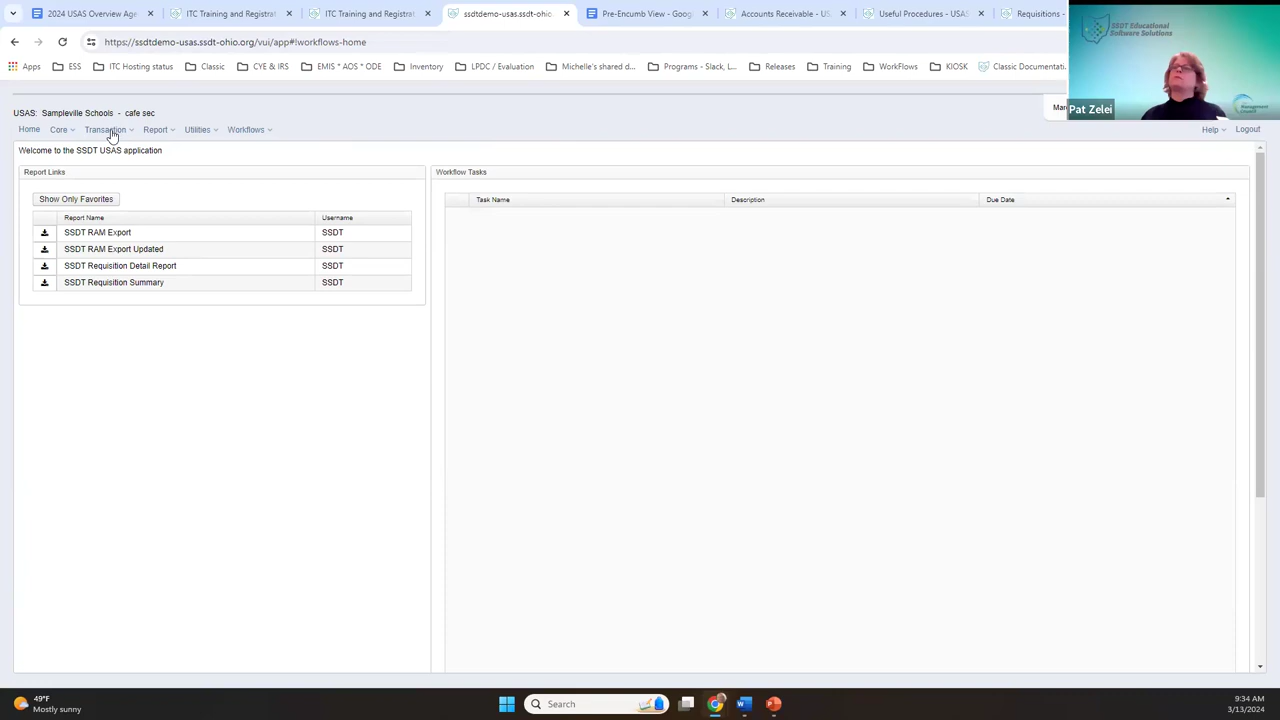 2024 USAS Overview Age
ITC Training and Registrat
ITC Training and Registrat
ssdtdemo-usas.ssdt-ohio.
Pre-Encumb View - Goog
Accounts Receivable - US
Useful Procedures - USAS
Requisitions -
https://ssdtdemo-usas.ssdt-ohio.org/vui/app#!workflows-home
Apps
ESS
ITC Hosting status
Classic
CYE & IRS
EMIS * AOS * ODE
Inventory
LPDC / Evaluation
Michelle's shared d...
Programs - Slack, L...
Releases
Training
WorkFlows
KIOSK
Classic Documentati
SSDT Educational
Software Solutions
Management
Council
Pat Zelei
USAS: Sampleville Schools - cafe sec
Home Core Transaction Report Utilities Workflows
Help Logout
Welcome to the SSDT USAS application
Report Links
Show Only Favorites
Report Name Username
SSDT RAM Export SSDT
SSDT RAM Export Updated SSDT
SSDT Requisition Detail Report SSDT
SSDT Requisition Summary SSDT
Workflow Tasks
Task Name Description Due Date
49°F
Mostly sunny
Search
9:34 AM
3/13/2024